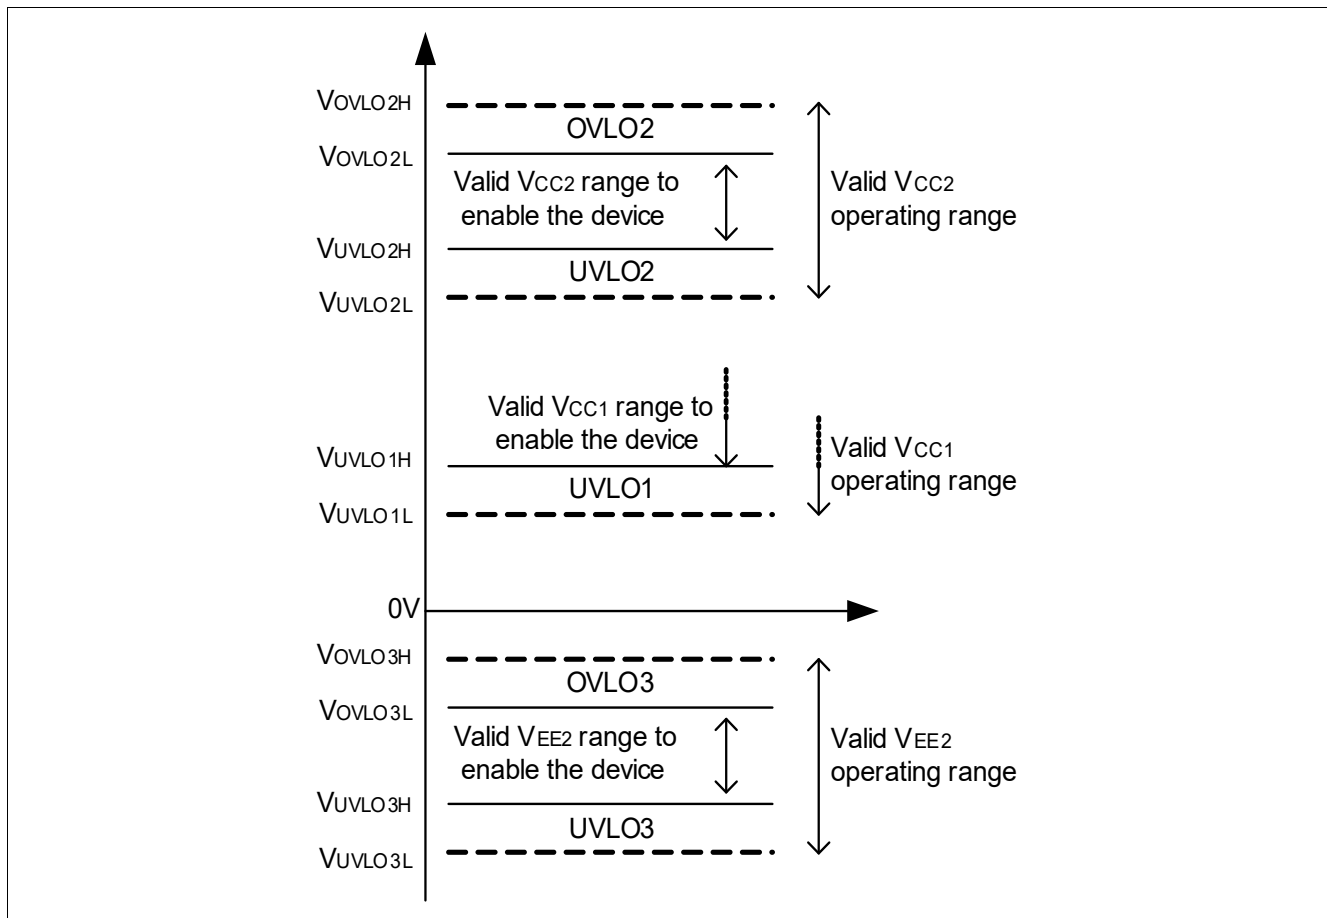 VOVLO2H
OVLO2
VOVLO2L
Valid VCC2 range to
enable the device
Valid VCC2
operating range
VUVLO2H
UVLO2
VUVLO2L
Valid VCC1 range to
enable the device
Valid VCC1
operating range
VUVLO1H
UVLO1
VUVLO1L
0V
VOVLO3H
OVLO3
VOVLO3L
Valid VEE2 range to
enable the device
Valid VEE2
operating range
VUVLO3H
UVLO3
VUVLO3L